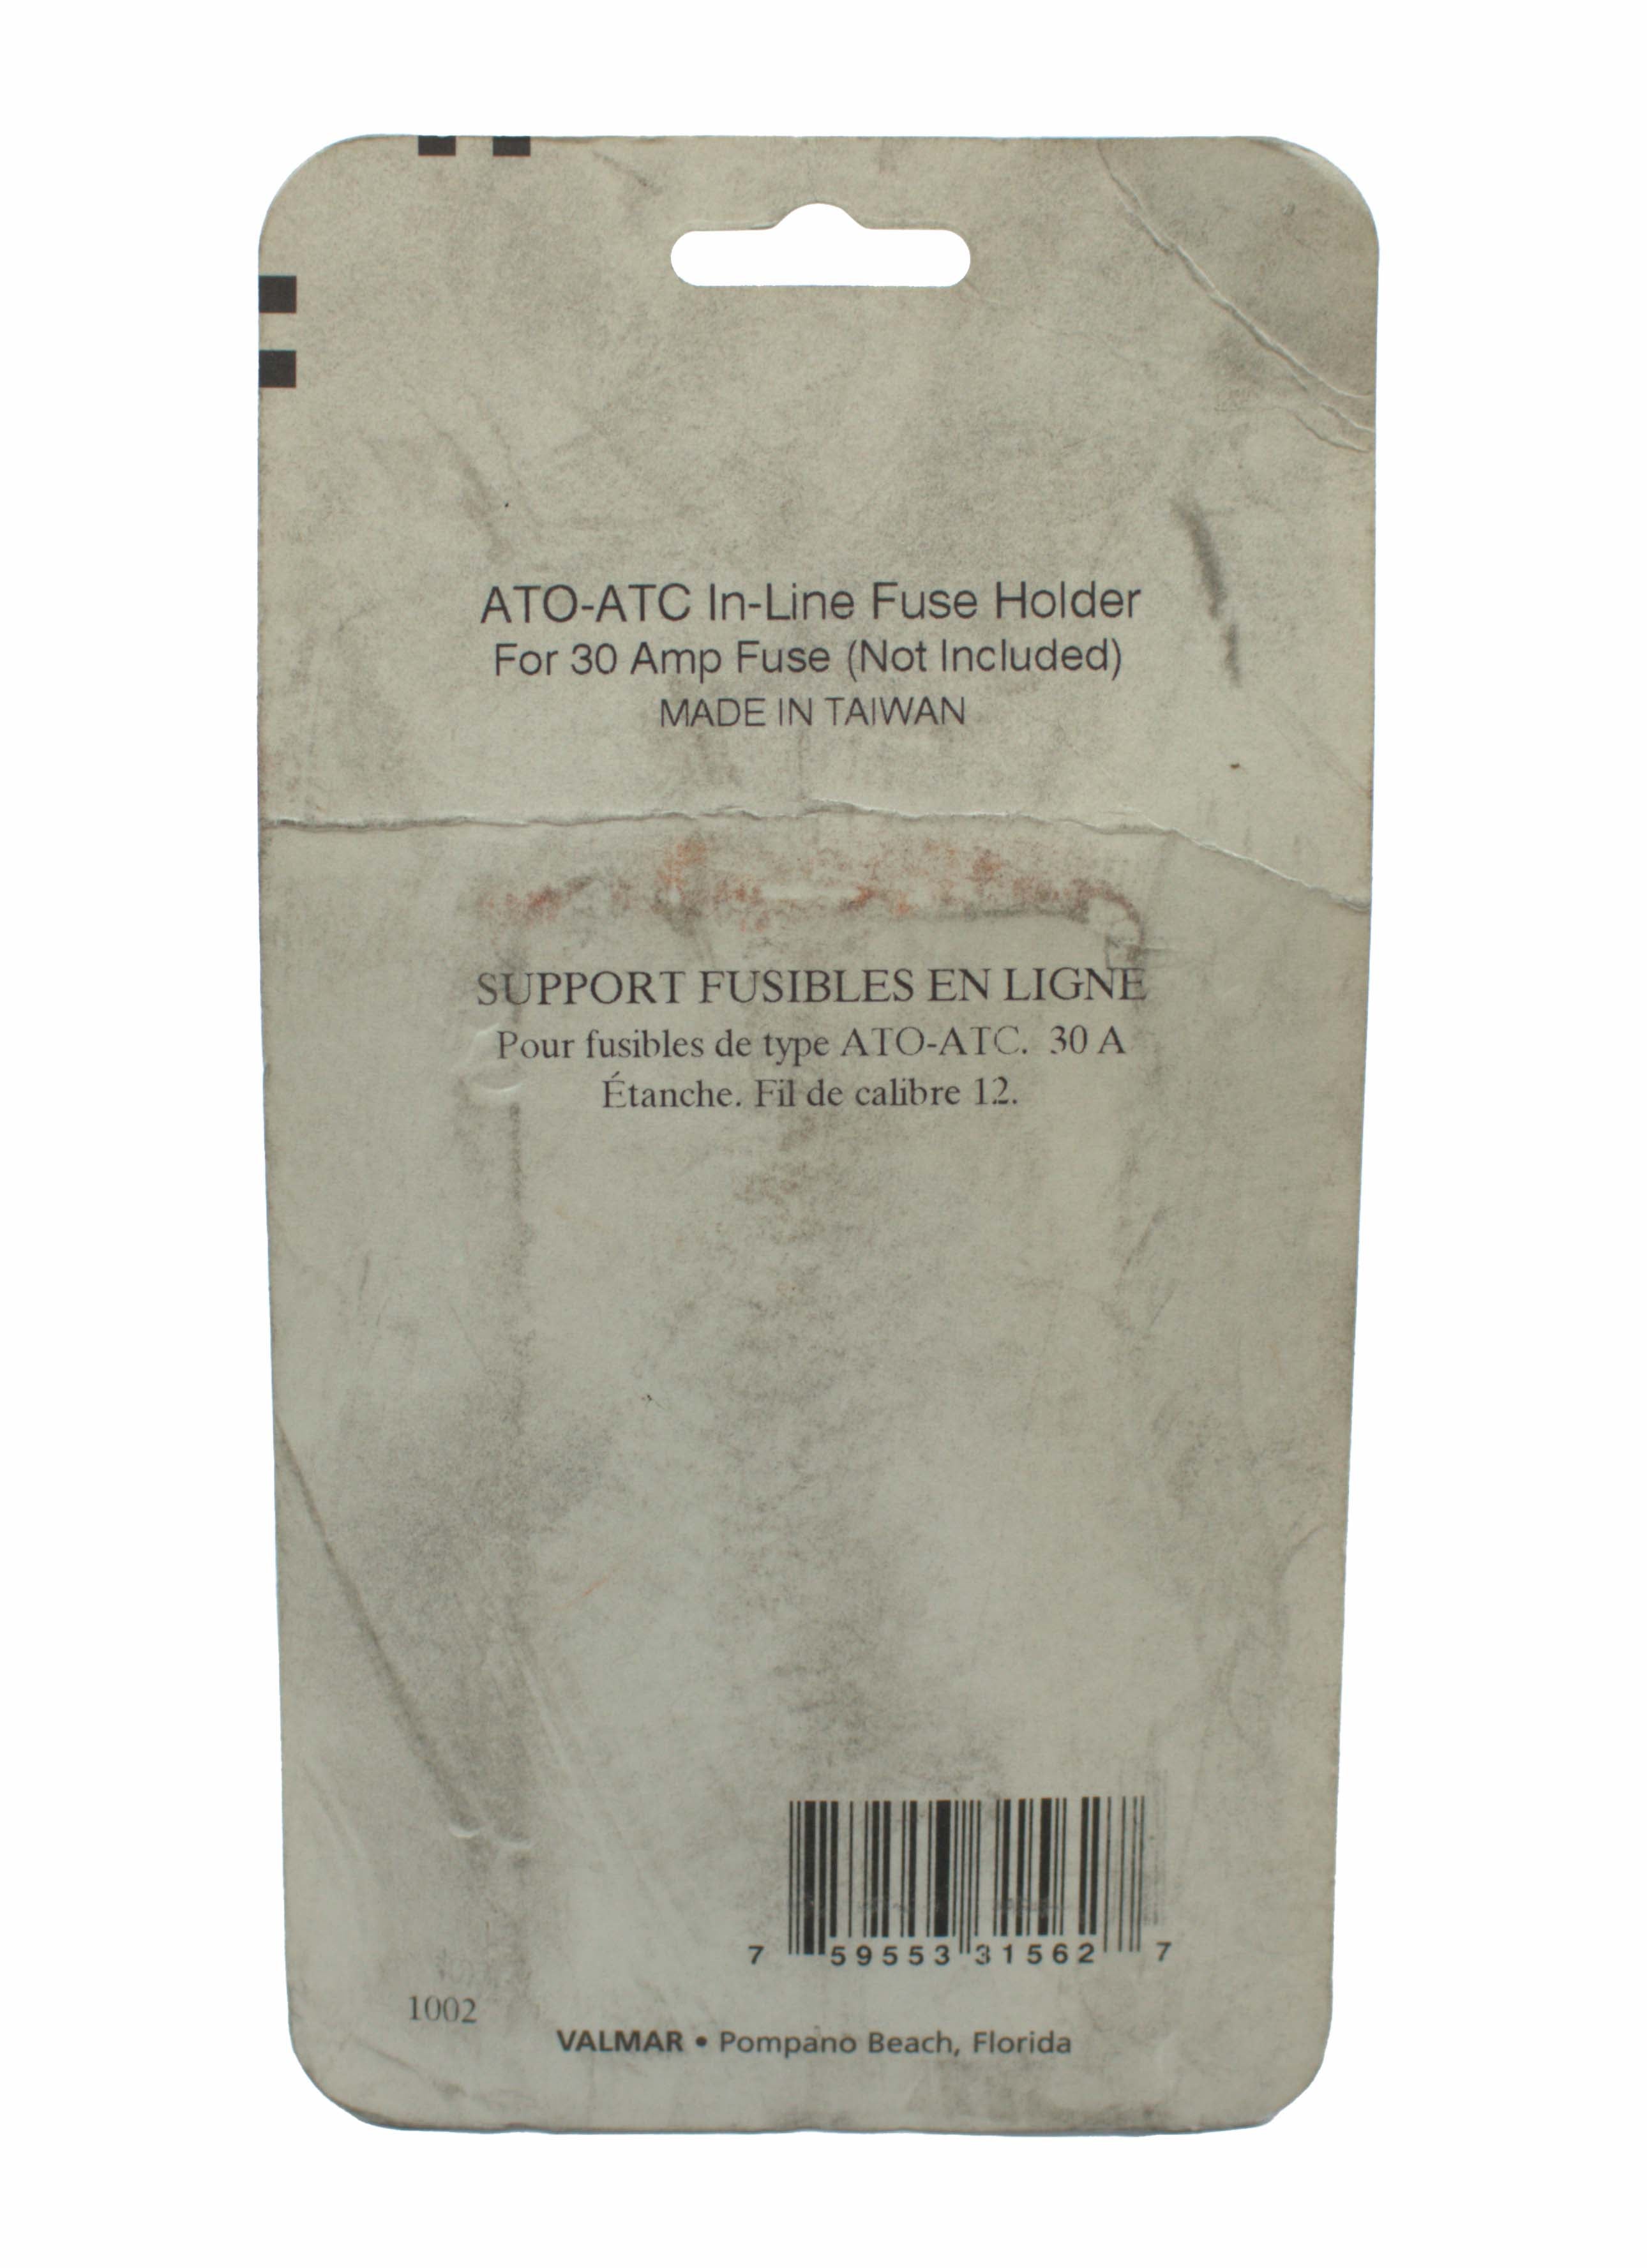 ATO-ATC In-Line Fuse Holder
For 30 Amp Fuse (Not Included)
MADE IN TAIWAN
SUPPORT FUSIBLES EN LIGNE
Pour fusibles de type ATO-ATC. 30 A
Étanche. Fil de calibre 12.
7 59553 31562 7
1002
VALMAR • Pompano Beach, Florida